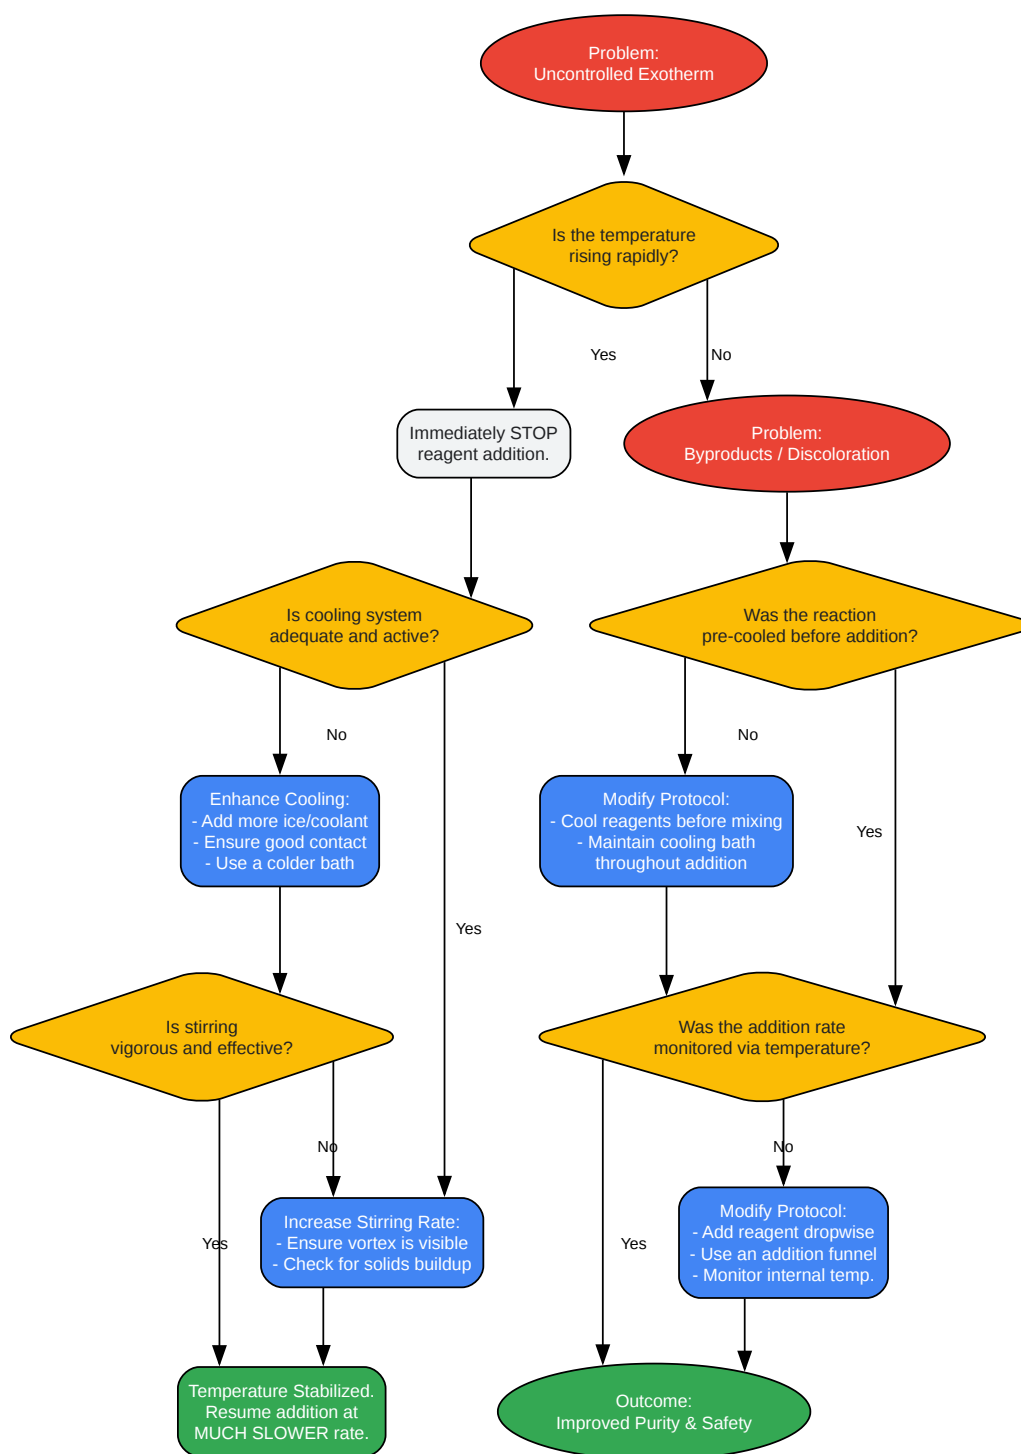 Problem:
Uncontrolled Exotherm
Is the temperature
rising rapidly?
Yes
No
Immediately STOP
reagent addition.
Problem:
Byproducts / Discoloration
Is cooling system
adequate and active?
Was the reaction
pre-cooled before addition?
No
No
Enhance Cooling:
- Add more ice/coolant
- Ensure good contact
- Use a colder bath
Modify Protocol:
- Cool reagents before mixing
- Maintain cooling bath
throughout addition
Yes
Yes
Is stirring
vigorous and effective?
Was the addition rate
monitored via temperature?
No
No
Increase Stirring Rate:
- Ensure vortex is visible
- Check for solids buildup
Modify Protocol:
- Add reagent dropwise
- Use an addition funnel
- Monitor internal temp.
Yes
Yes
Temperature Stabilized.
Resume addition at
MUCH SLOWER rate.
Outcome:
Improved Purity & Safety